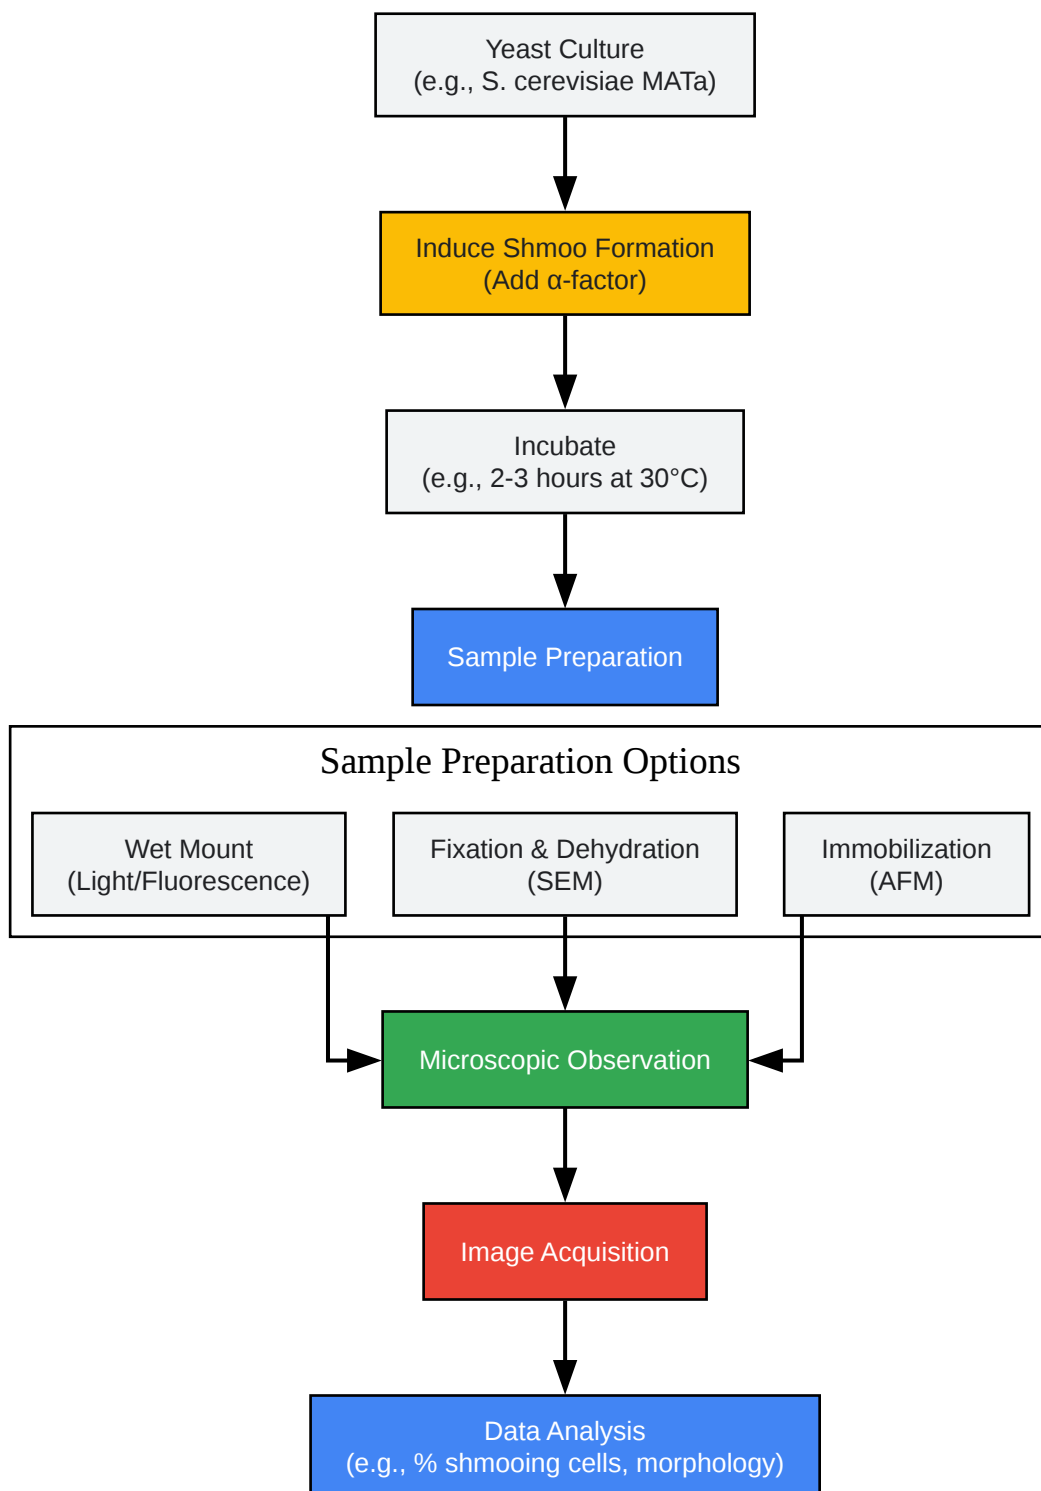 Yeast Culture
(e.g., S. cerevisiae MATa)
Induce Shmoo Formation
(Add α-factor)
Incubate
(e.g., 2-3 hours at 30°C)
Sample Preparation
Sample Preparation Options
Wet Mount
(Light/Fluorescence)
Fixation & Dehydration
(SEM)
Immobilization
(AFM)
Microscopic Observation
Image Acquisition
Data Analysis
(e.g., % shmooing cells, morphology)